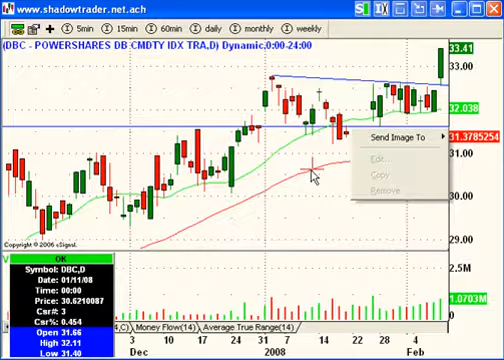 www.shadowtrader.net.ach
5min
15min
60min
daily
monthly
weekly
(DBC - POWERSHARES DB CMDTY IDX TRA,D) Dynamic,0:00-24:00
33.41
33.00
32.038
31.3785254
31.00
30.00
29.00
Send Image To
Edit...
Copy
Remove
Copyright © 2006 eSignal.
OK
Symbol: DBC,D
Date: 01/11/08
Time: 00:00
Price: 30.6210087
Csr# 3
Csr% 0.454
Open 31.66
High 32.11
Low 31.40
2.5M
1.0703M
,C)
Money Flow(14)
Average True Range(14)
3 10 17 24 31 7 14 22 28 4
Dec 2008 Feb